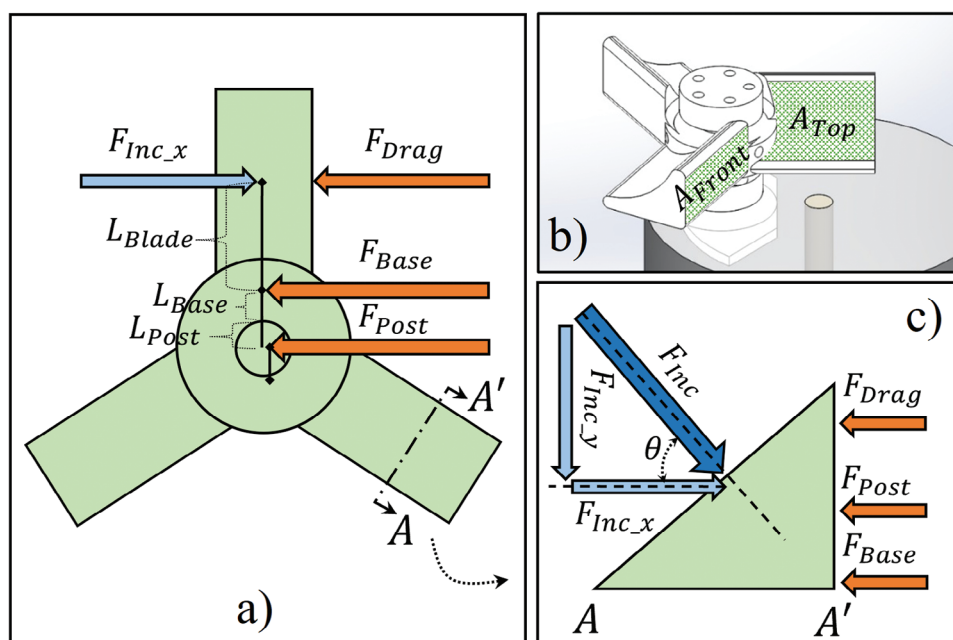 F_Inc_x
F_Drag
L_Blade
F_Base
L_Base
F_Post
L_Post
A'
A
a)
A_Top
A_Front
b)
c)
F_Inc
F_Inc_y
F_Drag
θ
F_Post
F_Inc_x
F_Base
A
A'